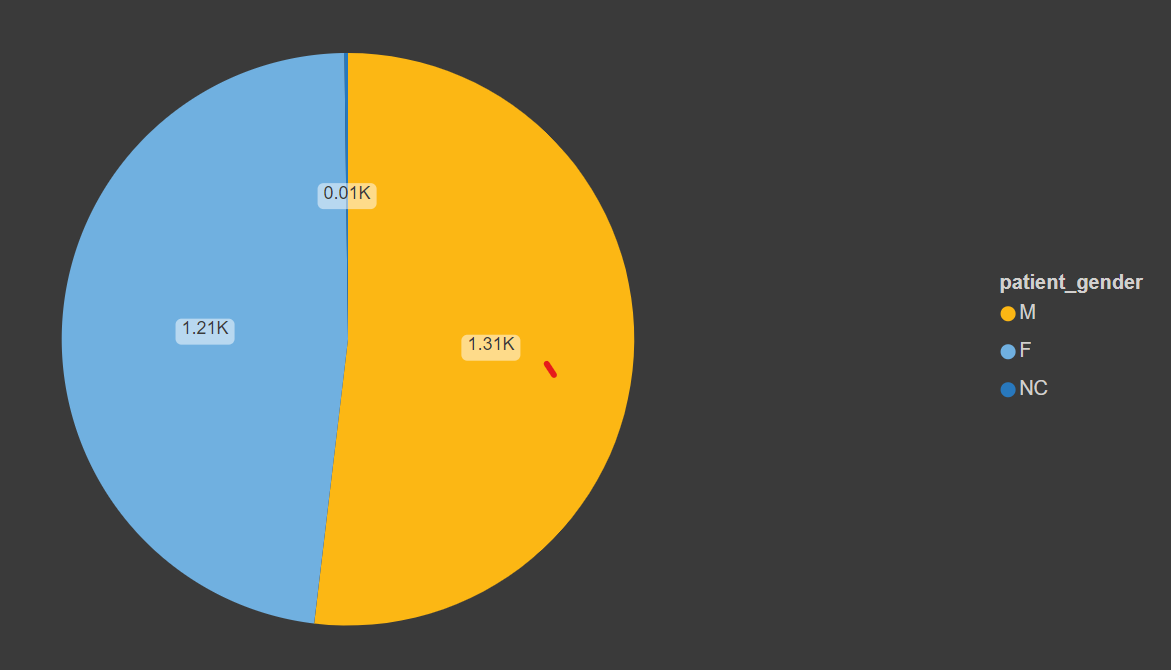 0.01K
1.21K
1.31K
patient_gender
M
F
NC